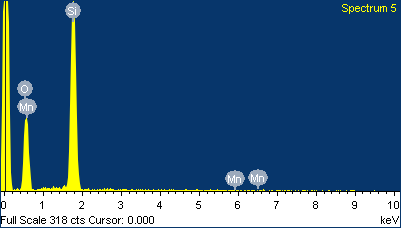 Spectrum 5
Si
O
Mn
Mn
Mn
0 1 2 3 4 5 6 7 8 9 10
Full Scale 318 cts Cursor: 0.000 keV